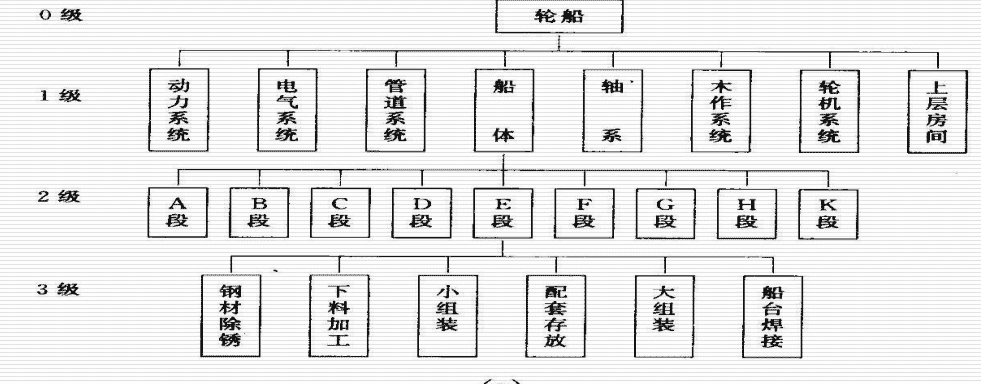 0 级
轮船
1 级
动力系统
电气系统
管道系统
船体
轴系
木作系统
轮机系统
上层房间
2 级
A段
B段
C段
D段
E段
F段
G段
H段
K段
3 级
钢材除锈
下料加工
小组装
配套存放
大组装
船台焊接